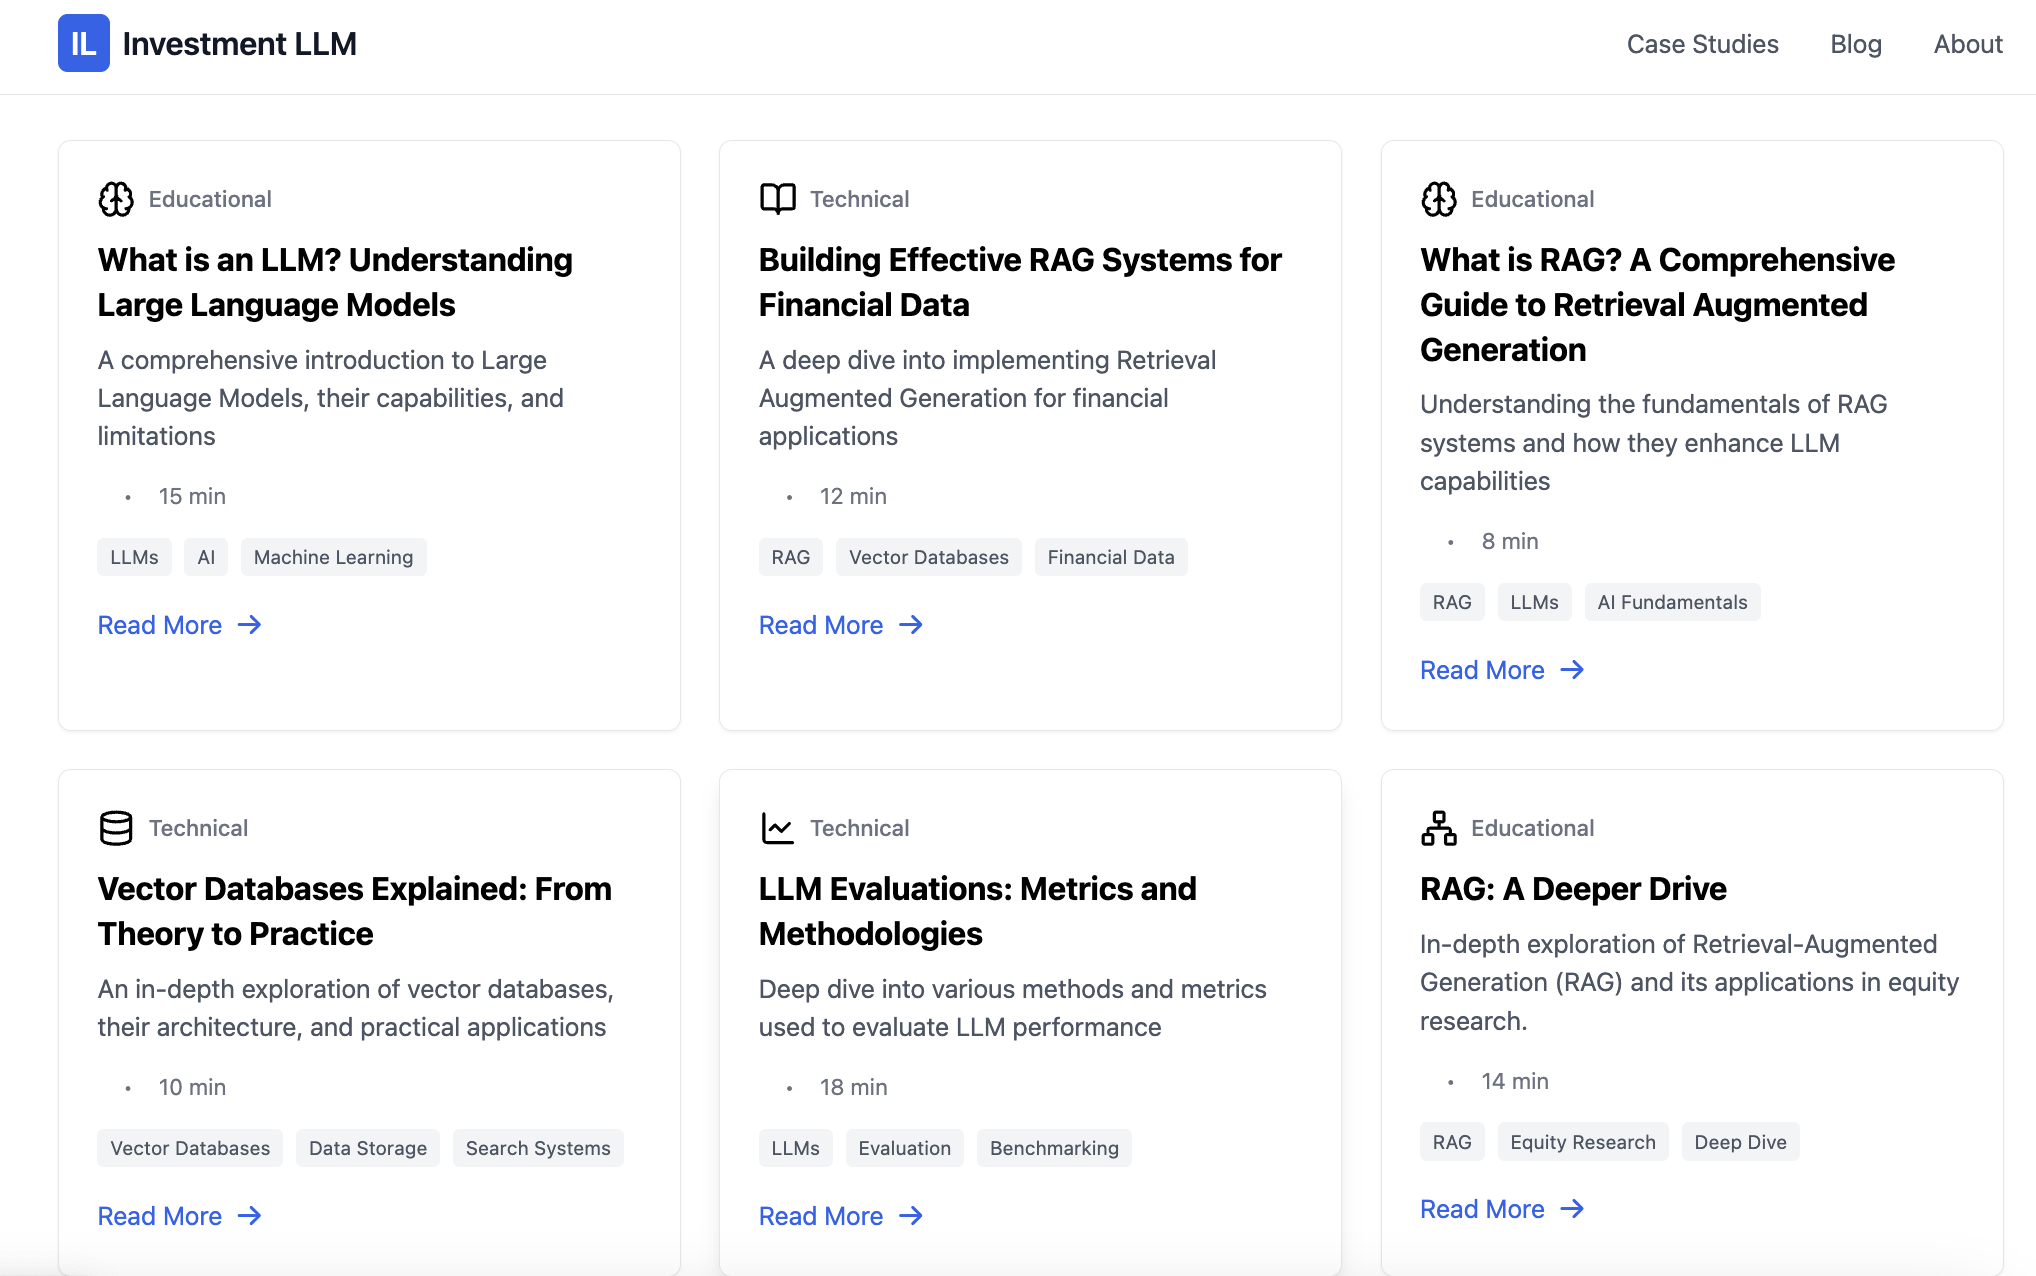 IL Investment LLM
Case Studies Blog About
Educational
What is an LLM? Understanding
Large Language Models
A comprehensive introduction to Large
Language Models, their capabilities, and
limitations
• 15 min
LLMs AI Machine Learning
Read More →
Technical
Building Effective RAG Systems for
Financial Data
A deep dive into implementing Retrieval
Augmented Generation for financial
applications
• 12 min
RAG Vector Databases Financial Data
Read More →
Educational
What is RAG? A Comprehensive
Guide to Retrieval Augmented
Generation
Understanding the fundamentals of RAG
systems and how they enhance LLM
capabilities
• 8 min
RAG LLMs AI Fundamentals
Read More →
Technical
Vector Databases Explained: From
Theory to Practice
An in-depth exploration of vector databases,
their architecture, and practical applications
• 10 min
Vector Databases Data Storage Search Systems
Read More →
Technical
LLM Evaluations: Metrics and
Methodologies
Deep dive into various methods and metrics
used to evaluate LLM performance
• 18 min
LLMs Evaluation Benchmarking
Read More →
Educational
RAG: A Deeper Drive
In-depth exploration of Retrieval-Augmented
Generation (RAG) and its applications in equity
research.
• 14 min
RAG Equity Research Deep Dive
Read More →